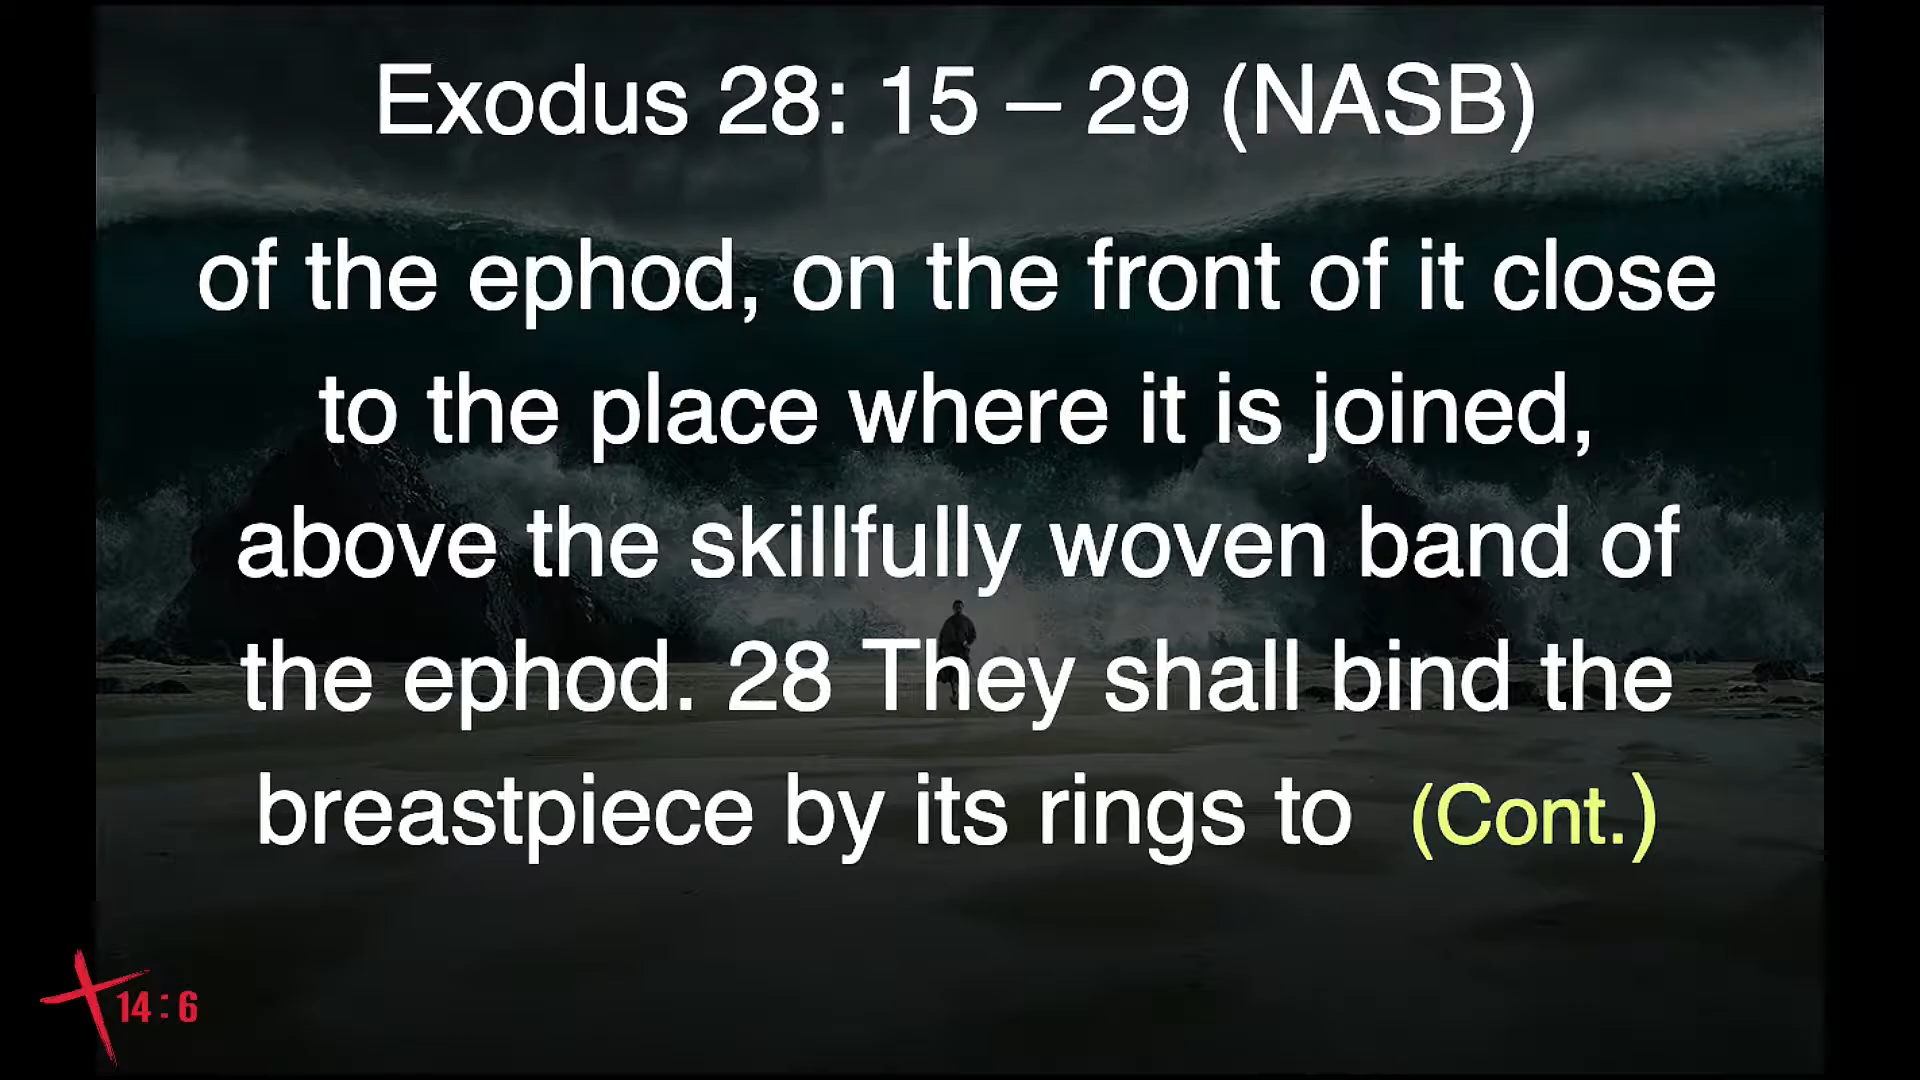 Exodus 28: 15 – 29 (NASB)
of the ephod, on the front of it close
to the place where it is joined,
above the skillfully woven band of
the ephod. 28 They shall bind the
breastpiece by its rings to (Cont.)
14:6